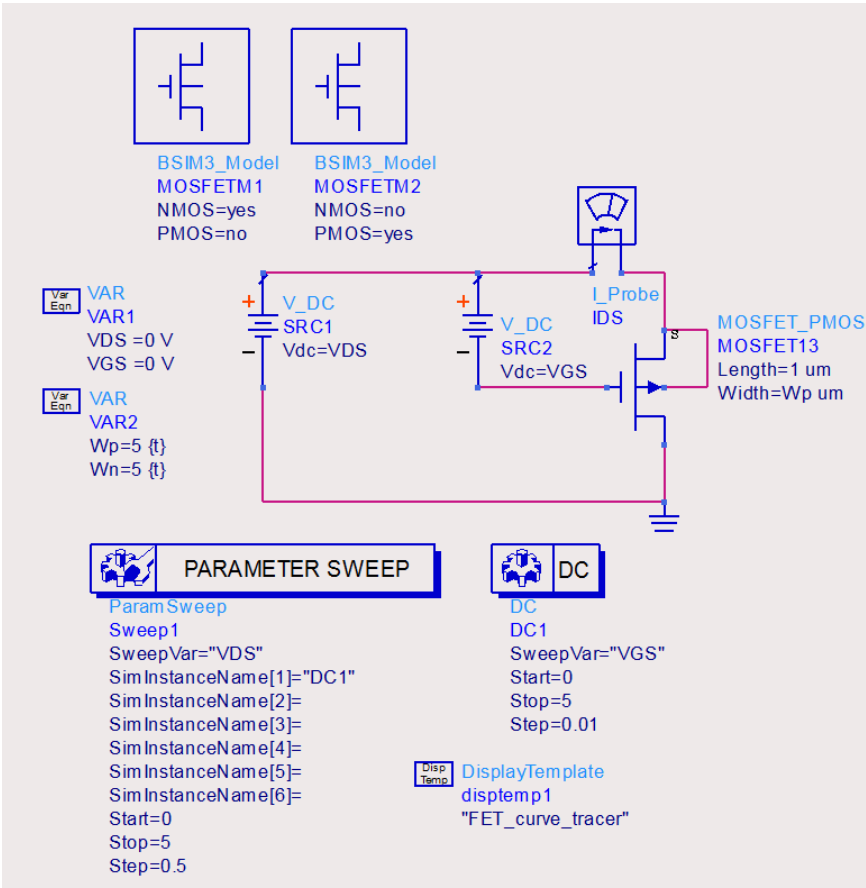 BSIM3_Model
MOSFETM1
NMOS=yes
PMOS=no
BSIM3_Model
MOSFETM2
NMOS=no
PMOS=yes
Var
Eqn
VAR
VAR1
VDS =0 V
VGS =0 V
Var
Eqn
VAR
VAR2
Wp=5 {t}
Wn=5 {t}
+
V_DC
SRC1
Vdc=VDS
−
+
V_DC
SRC2
Vdc=VGS
−
I_Probe
IDS
S
MOSFET_PMOS
MOSFET13
Length=1 um
Width=Wp um
PARAMETER SWEEP
ParamSweep
Sweep1
SweepVar="VDS"
SimInstanceName[1]="DC1"
SimInstanceName[2]=
SimInstanceName[3]=
SimInstanceName[4]=
SimInstanceName[5]=
SimInstanceName[6]=
Start=0
Stop=5
Step=0.5
DC
DC
DC1
SweepVar="VGS"
Start=0
Stop=5
Step=0.01
Disp
Temp
DisplayTemplate
disptemp1
"FET_curve_tracer"